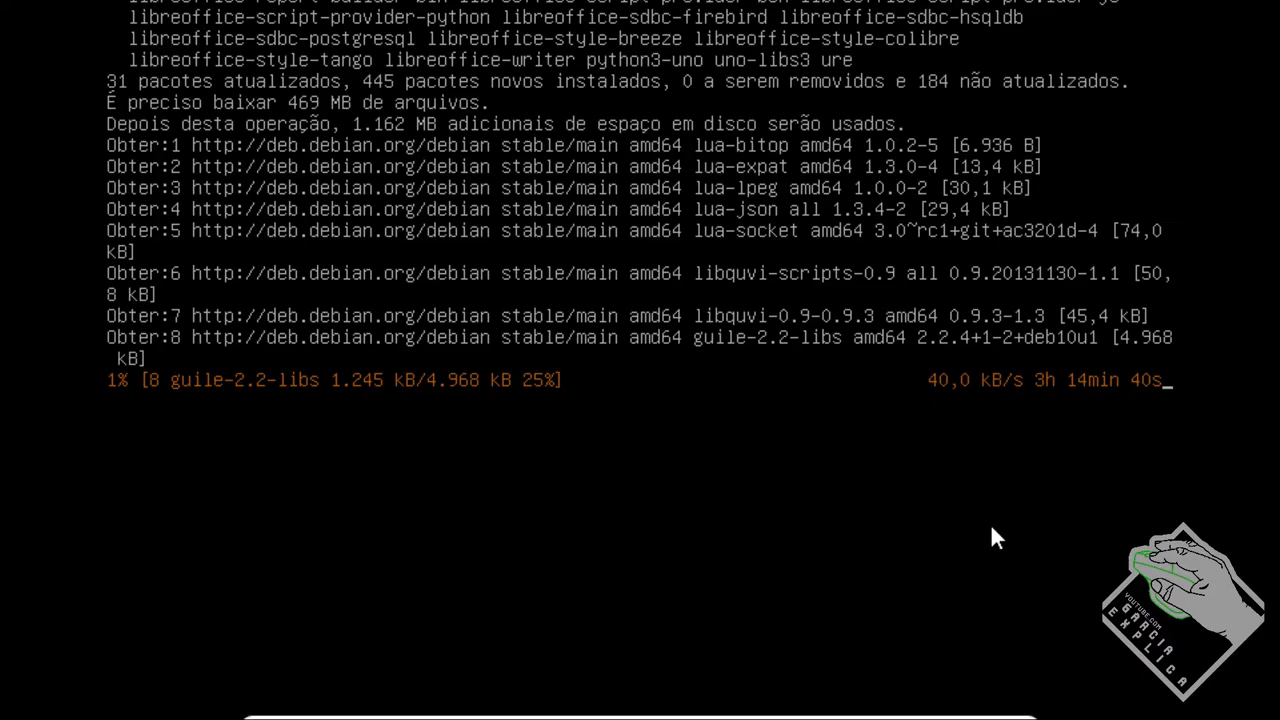 libreoffice-script-provider-python libreoffice-sdbc-firebird libreoffice-sdbc-hsqldb
libreoffice-sdbc-postgresql libreoffice-style-breeze libreoffice-style-colibre
libreoffice-style-tango libreoffice-writer python3-uno uno-libs3 ure
31 pacotes atualizados, 445 pacotes novos instalados, 0 a serem removidos e 184 não atualizados.
É preciso baixar 469 MB de arquivos.
Depois desta operação, 1.162 MB adicionais de espaço em disco serão usados.
Obter:1 http://deb.debian.org/debian stable/main amd64 lua-bitop amd64 1.0.2-5 [6.936 B]
Obter:2 http://deb.debian.org/debian stable/main amd64 lua-expat amd64 1.3.0-4 [13,4 kB]
Obter:3 http://deb.debian.org/debian stable/main amd64 lua-lpeg amd64 1.0.0-2 [30,1 kB]
Obter:4 http://deb.debian.org/debian stable/main amd64 lua-json all 1.3.4-2 [29,4 kB]
Obter:5 http://deb.debian.org/debian stable/main amd64 lua-socket amd64 3.0~rc1+git+ac3201d-4 [74,0
kB]
Obter:6 http://deb.debian.org/debian stable/main amd64 libquvi-scripts-0.9 all 0.9.20131130-1.1 [50,
8 kB]
Obter:7 http://deb.debian.org/debian stable/main amd64 libquvi-0.9-0.9.3 amd64 0.9.3-1.3 [45,4 kB]
Obter:8 http://deb.debian.org/debian stable/main amd64 guile-2.2-libs amd64 2.2.4+1-2+deb10u1 [4.968
kB]
1% [8 guile-2.2-libs 1.245 kB/4.968 kB 25%] 40,0 kB/s 3h 14min 40s_
YOUTUBE.COM
GARCIA
EXPLICA